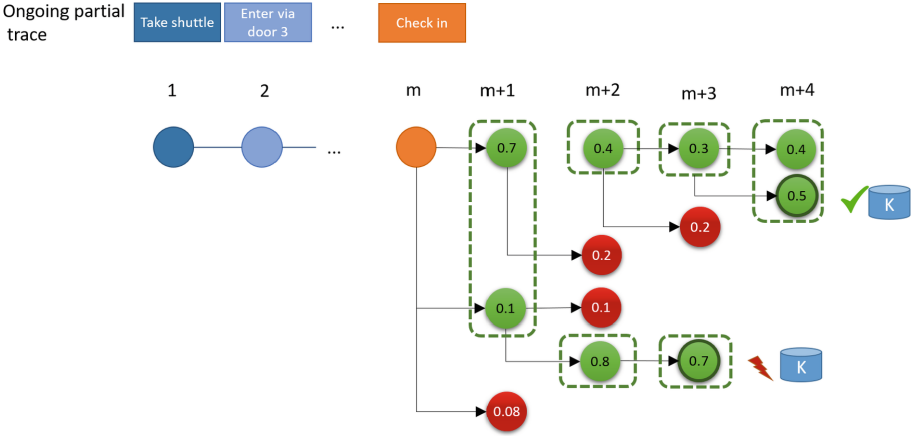 Ongoing partial
trace
Take shuttle
Enter via
door 3
...
Check in
1
2
...
m
m+1
m+2
m+3
m+4
0.7
0.4
0.3
0.4
0.5
K
0.2
0.2
0.1
0.1
0.8
0.7
K
0.08